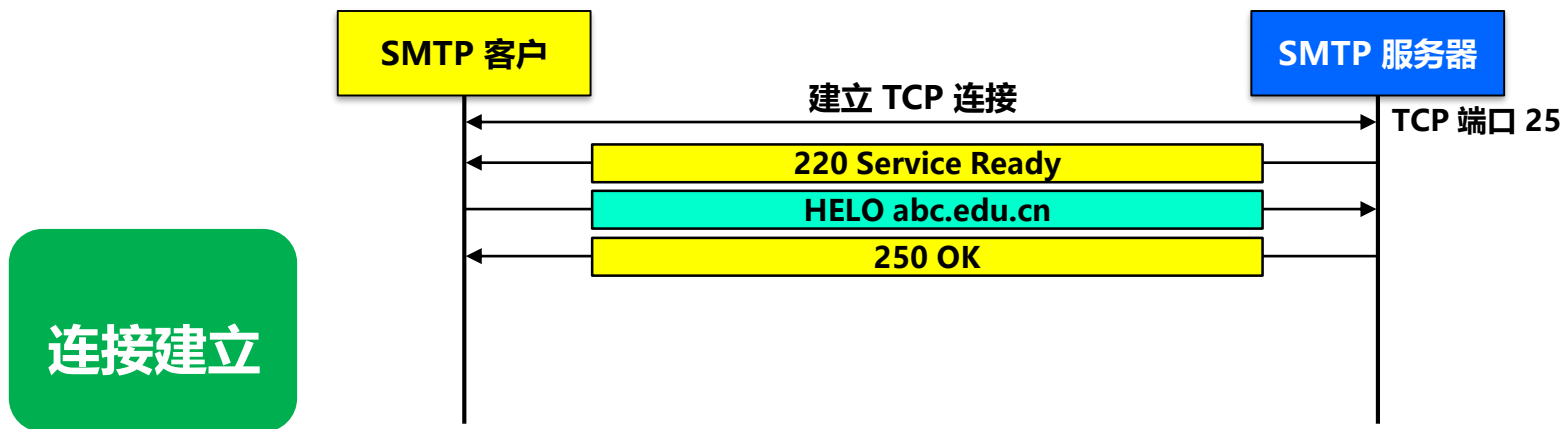 SMTP 客户
SMTP 服务器
建立 TCP 连接
TCP 端口 25
220 Service Ready
HELO abc.edu.cn
250 OK
连接建立